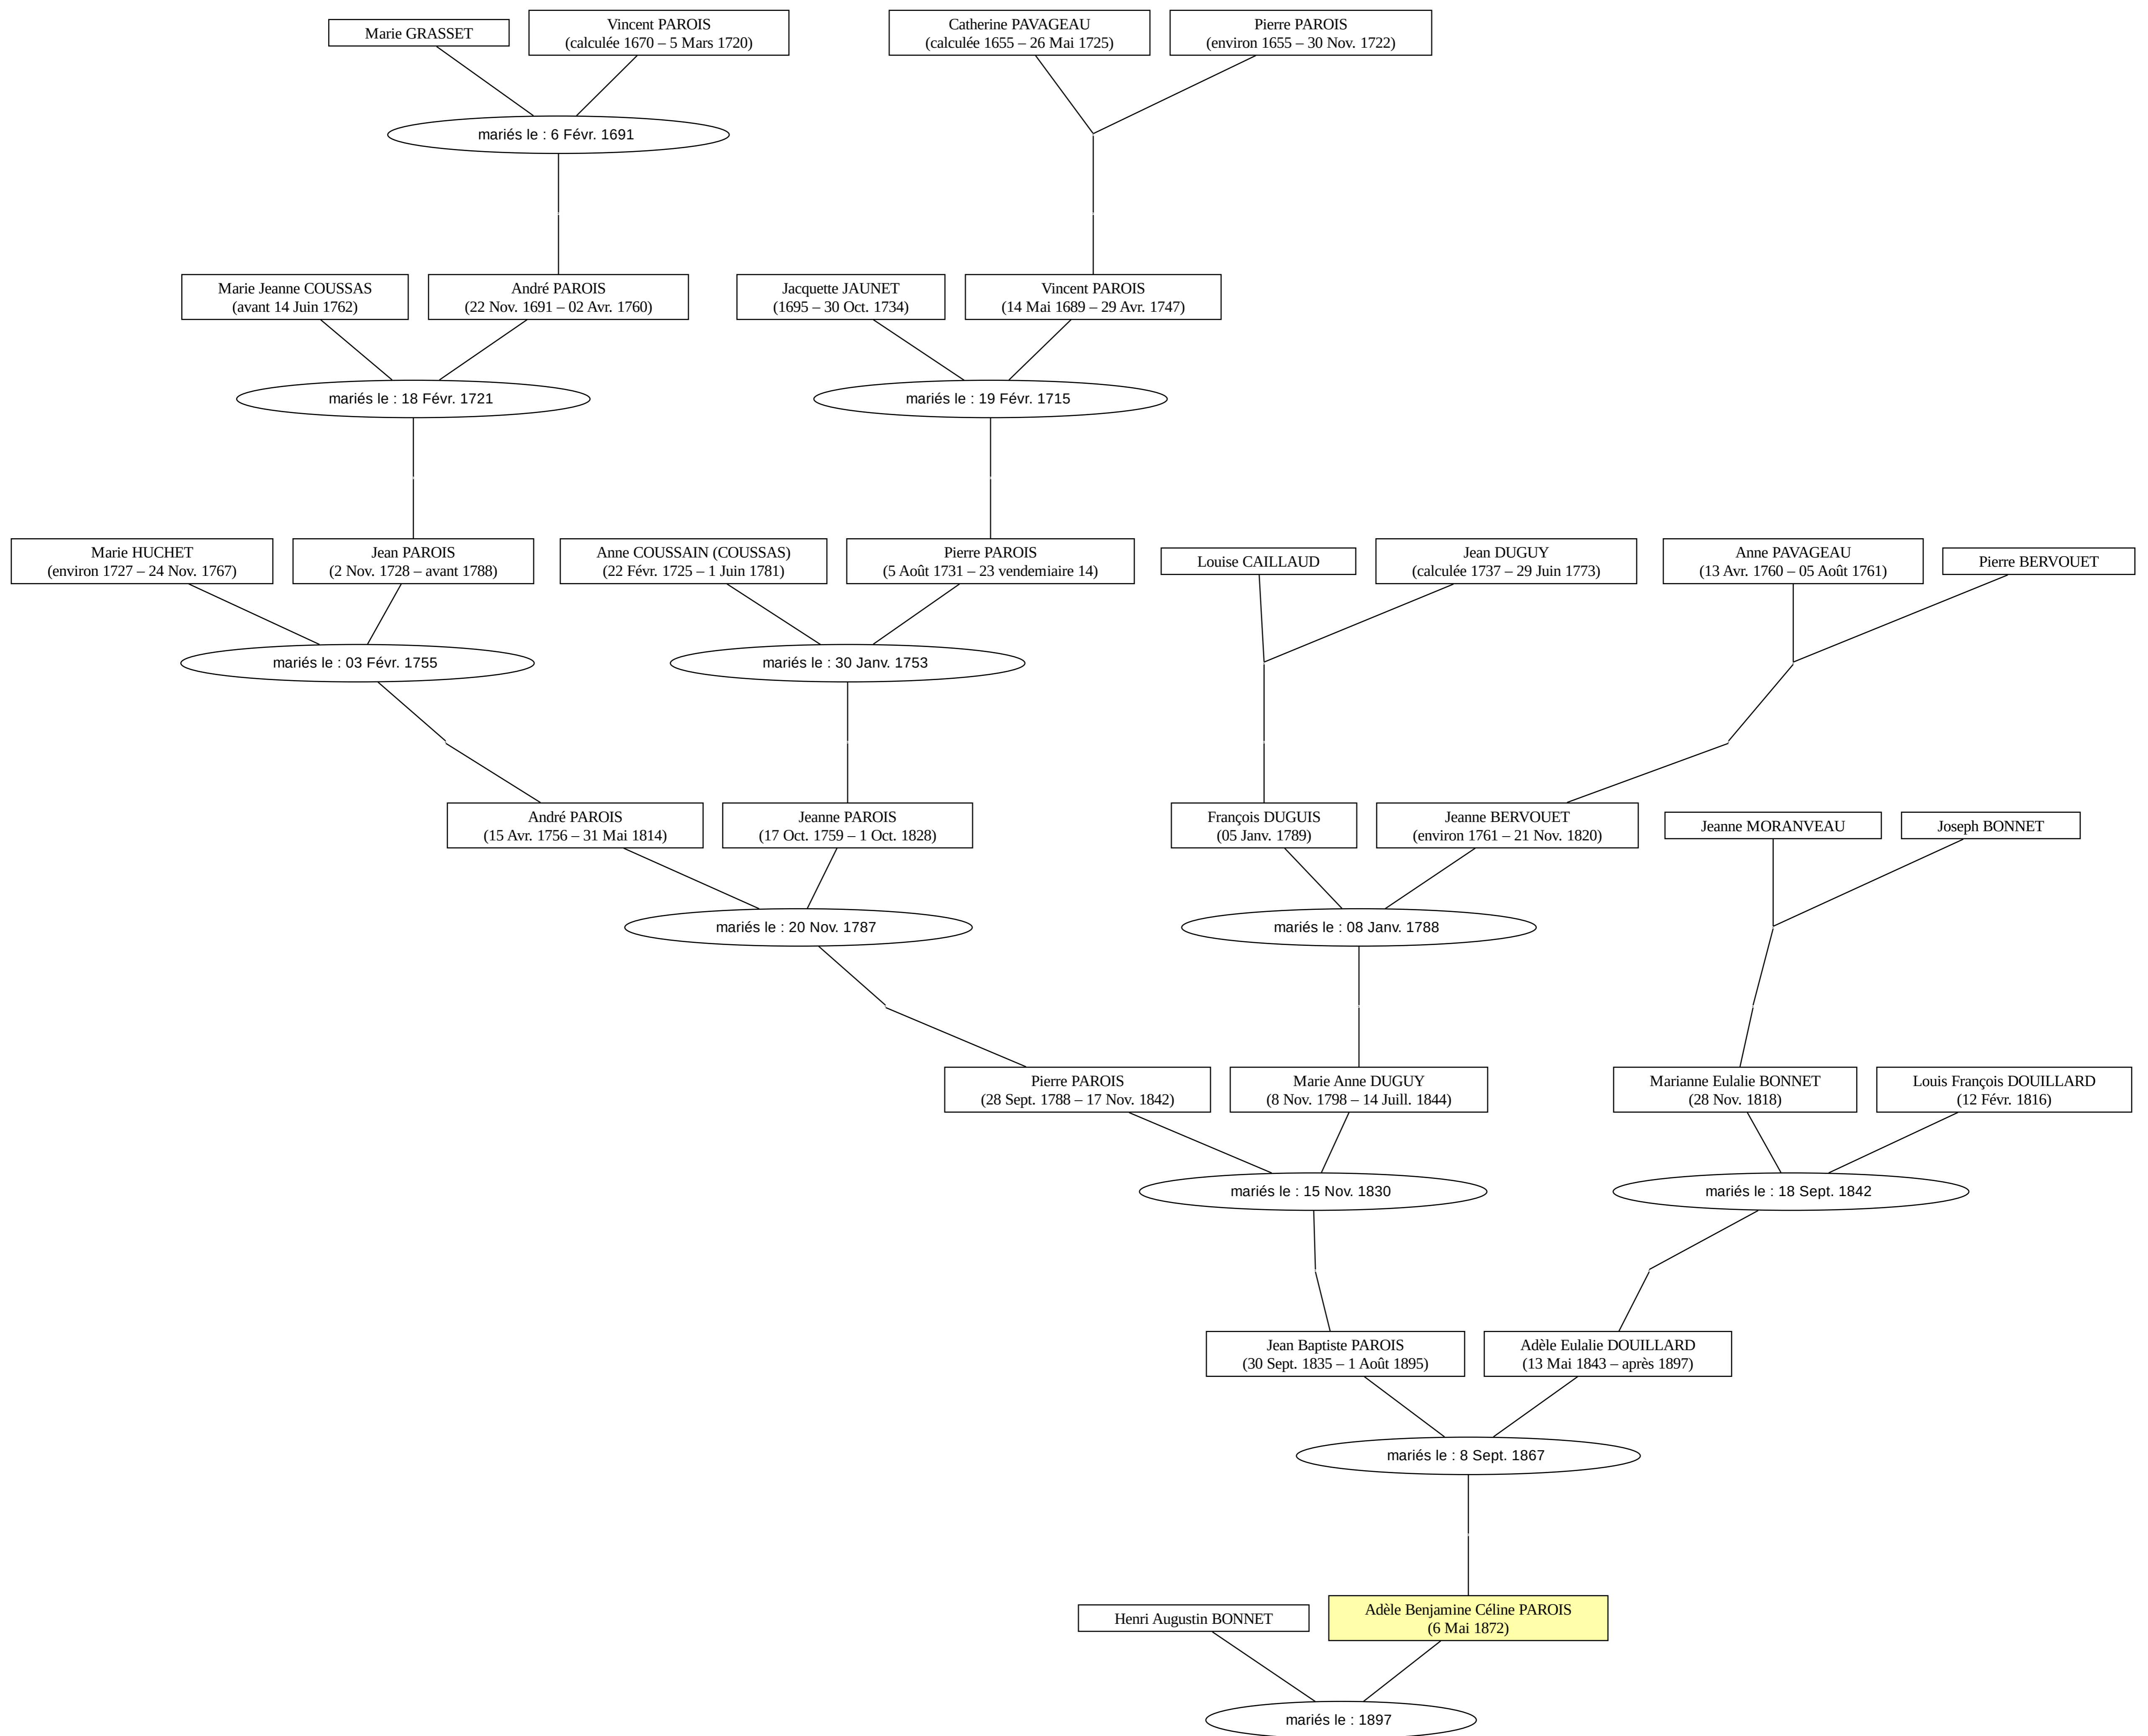 Marie GRASSET
Vincent PAROIS
(calculée 1670 – 5 Mars 1720)
Catherine PAVAGEAU
(calculée 1655 – 26 Mai 1725)
Pierre PAROIS
(environ 1655 – 30 Nov. 1722)
mariés le : 6 Févr. 1691
Marie Jeanne COUSSAS
(avant 14 Juin 1762)
André PAROIS
(22 Nov. 1691 – 02 Avr. 1760)
Jacquette JAUNET
(1695 – 30 Oct. 1734)
Vincent PAROIS
(14 Mai 1689 – 29 Avr. 1747)
mariés le : 18 Févr. 1721
mariés le : 19 Févr. 1715
Marie HUCHET
(environ 1727 – 24 Nov. 1767)
Jean PAROIS
(2 Nov. 1728 – avant 1788)
Anne COUSSAIN (COUSSAS)
(22 Févr. 1725 – 1 Juin 1781)
Pierre PAROIS
(5 Août 1731 – 23 vendemiaire 14)
Louise CAILLAUD
Jean DUGUY
(calculée 1737 – 29 Juin 1773)
Anne PAVAGEAU
(13 Avr. 1760 – 05 Août 1761)
Pierre BERVOUET
mariés le : 03 Févr. 1755
mariés le : 30 Janv. 1753
André PAROIS
(15 Avr. 1756 – 31 Mai 1814)
Jeanne PAROIS
(17 Oct. 1759 – 1 Oct. 1828)
François DUGUIS
(05 Janv. 1789)
Jeanne BERVOUET
(environ 1761 – 21 Nov. 1820)
Jeanne MORANVEAU
Joseph BONNET
mariés le : 20 Nov. 1787
mariés le : 08 Janv. 1788
Pierre PAROIS
(28 Sept. 1788 – 17 Nov. 1842)
Marie Anne DUGUY
(8 Nov. 1798 – 14 Juill. 1844)
Marianne Eulalie BONNET
(28 Nov. 1818)
Louis François DOUILLARD
(12 Févr. 1816)
mariés le : 15 Nov. 1830
mariés le : 18 Sept. 1842
Jean Baptiste PAROIS
(30 Sept. 1835 – 1 Août 1895)
Adèle Eulalie DOUILLARD
(13 Mai 1843 – après 1897)
mariés le : 8 Sept. 1867
Henri Augustin BONNET
Adèle Benjamine Céline PAROIS
(6 Mai 1872)
mariés le : 1897